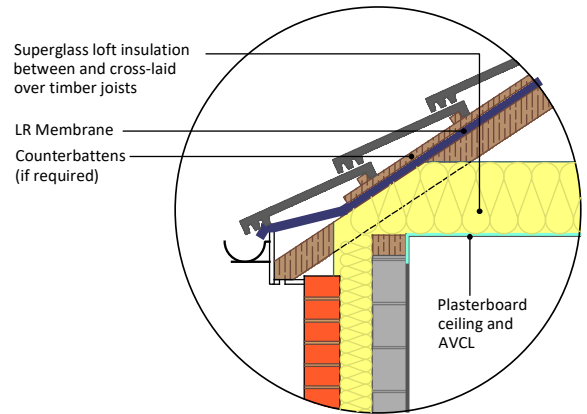 Superglass loft insulation
between and cross-laid
over timber joists
LR Membrane
Counterbattens
(if required)
Plasterboard
ceiling and
AVCL